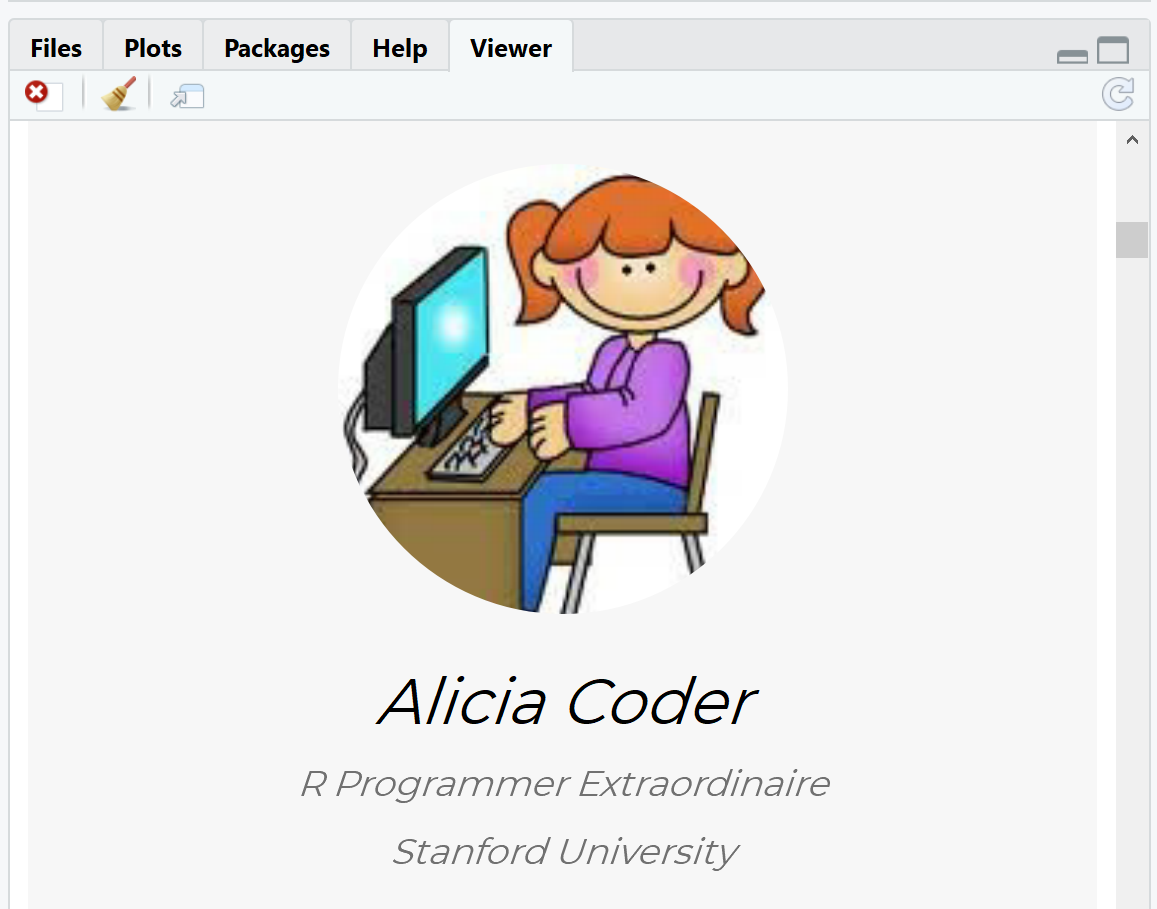 Files Plots Packages Help Viewer
Alicia Coder
R Programmer Extraordinaire
Stanford University